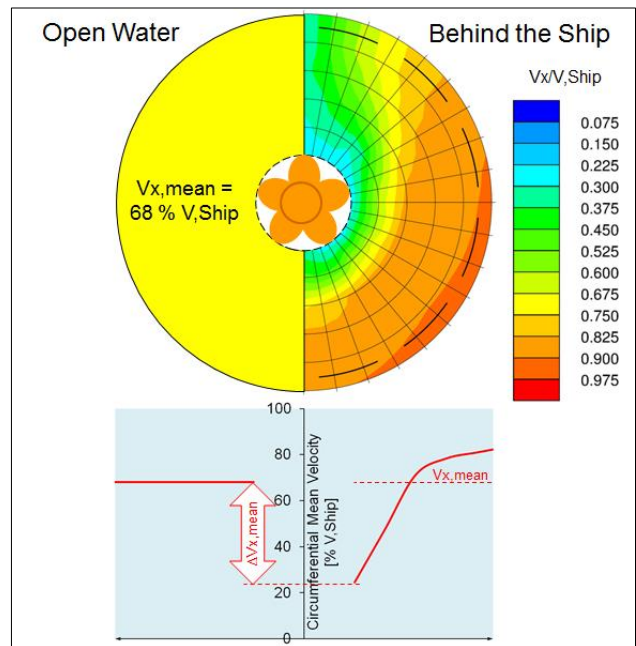 Open Water
Behind the Ship
Vx/V,Ship
Vx,mean =
68 % V,Ship
0.075
0.150
0.225
0.300
0.375
0.450
0.525
0.600
0.675
0.750
0.825
0.900
0.975
100
80
60
40
20
0
Circumferential Mean Velocity
[% V,Ship]
ΔVx,mean
Vx,mean